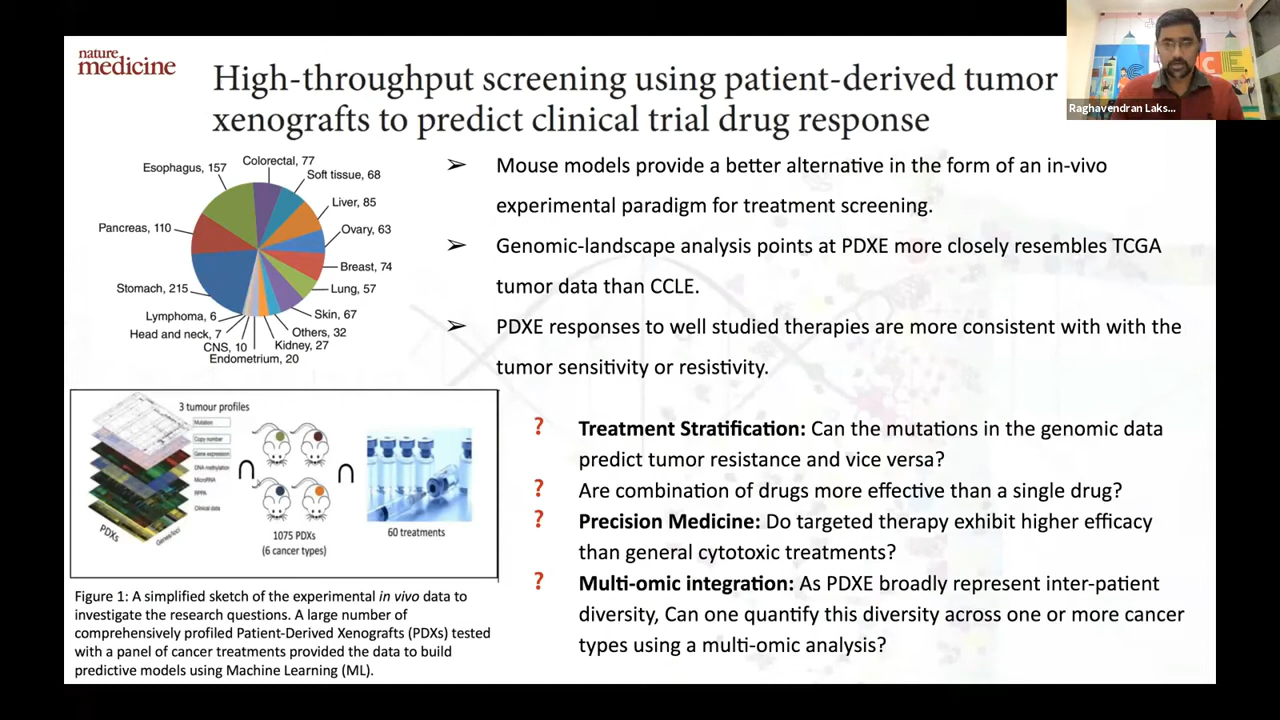 nature
medicine
High-throughput screening using patient-derived tumor
xenografts to predict clinical trial drug response
Raghavendran Laks...
Esophagus, 157
Colorectal, 77
Soft tissue, 68
Liver, 85
Ovary, 63
Breast, 74
Lung, 57
Skin, 67
Others, 32
Kidney, 27
Endometrium, 20
CNS, 10
Head and neck, 7
Lymphoma, 6
Stomach, 215
Pancreas, 110
➢ Mouse models provide a better alternative in the form of an in-vivo
experimental paradigm for treatment screening.
➢ Genomic-landscape analysis points at PDXE more closely resembles TCGA
tumor data than CCLE.
➢ PDXE responses to well studied therapies are more consistent with with the
tumor sensitivity or resistivity.
3 tumour profiles
Mutation
Copy number
Gene expression
DNA methylation
MicroRNA
RPPA
Clinical data
PDXs
Genes/loci
1075 PDXs
(6 cancer types)
60 treatments
Figure 1: A simplified sketch of the experimental in vivo data to
investigate the research questions. A large number of
comprehensively profiled Patient-Derived Xenografts (PDXs) tested
with a panel of cancer treatments provided the data to build
predictive models using Machine Learning (ML).
? Treatment Stratification: Can the mutations in the genomic data
predict tumor resistance and vice versa?
? Are combination of drugs more effective than a single drug?
? Precision Medicine: Do targeted therapy exhibit higher efficacy
than general cytotoxic treatments?
? Multi-omic integration: As PDXE broadly represent inter-patient
diversity, Can one quantify this diversity across one or more cancer
types using a multi-omic analysis?